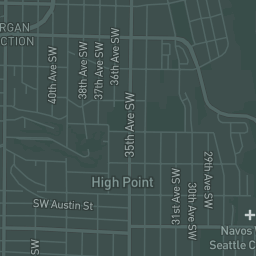 RGAN
CTION
40th Ave SW
38th Ave SW
37th Ave SW
36th Ave SW
35th Ave SW
High Point
SW Austin St
31st Ave SW
30th Ave SW
29th Ave SW
Navos
Seattle C
SW